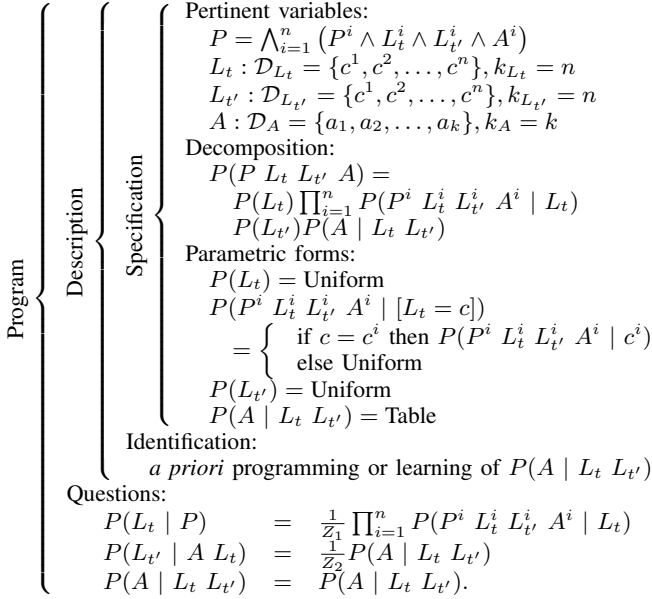 Program
Description
Specification
Pertinent variables:
P = ⋀_{i=1}^{n} (P^i ∧ L_t^i ∧ L_{t'}^i ∧ A^i)
L_t : 𝒟_{L_t} = {c^1, c^2, …, c^n}, k_{L_t} = n
L_{t'} : 𝒟_{L_{t'}} = {c^1, c^2, …, c^n}, k_{L_{t'}} = n
A : 𝒟_A = {a_1, a_2, …, a_k}, k_A = k
Decomposition:
P(P L_t L_{t'} A) =
P(L_t) ∏_{i=1}^{n} P(P^i L_t^i L_{t'}^i A^i | L_t)
P(L_{t'})P(A | L_t L_{t'})
Parametric forms:
P(L_t) = Uniform
P(P^i L_t^i L_{t'}^i A^i | [L_t = c])
= { if c = c^i then P(P^i L_t^i L_{t'}^i A^i | c^i)
else Uniform
P(L_{t'}) = Uniform
P(A | L_t L_{t'}) = Table
Identification:
a priori programming or learning of P(A | L_t L_{t'})
Questions:
P(L_t | P) = 1/Z_1 ∏_{i=1}^{n} P(P^i L_t^i L_{t'}^i A^i | L_t)
P(L_{t'} | A L_t) = 1/Z_2 P(A | L_t L_{t'})
P(A | L_t L_{t'}) = P(A | L_t L_{t'}).